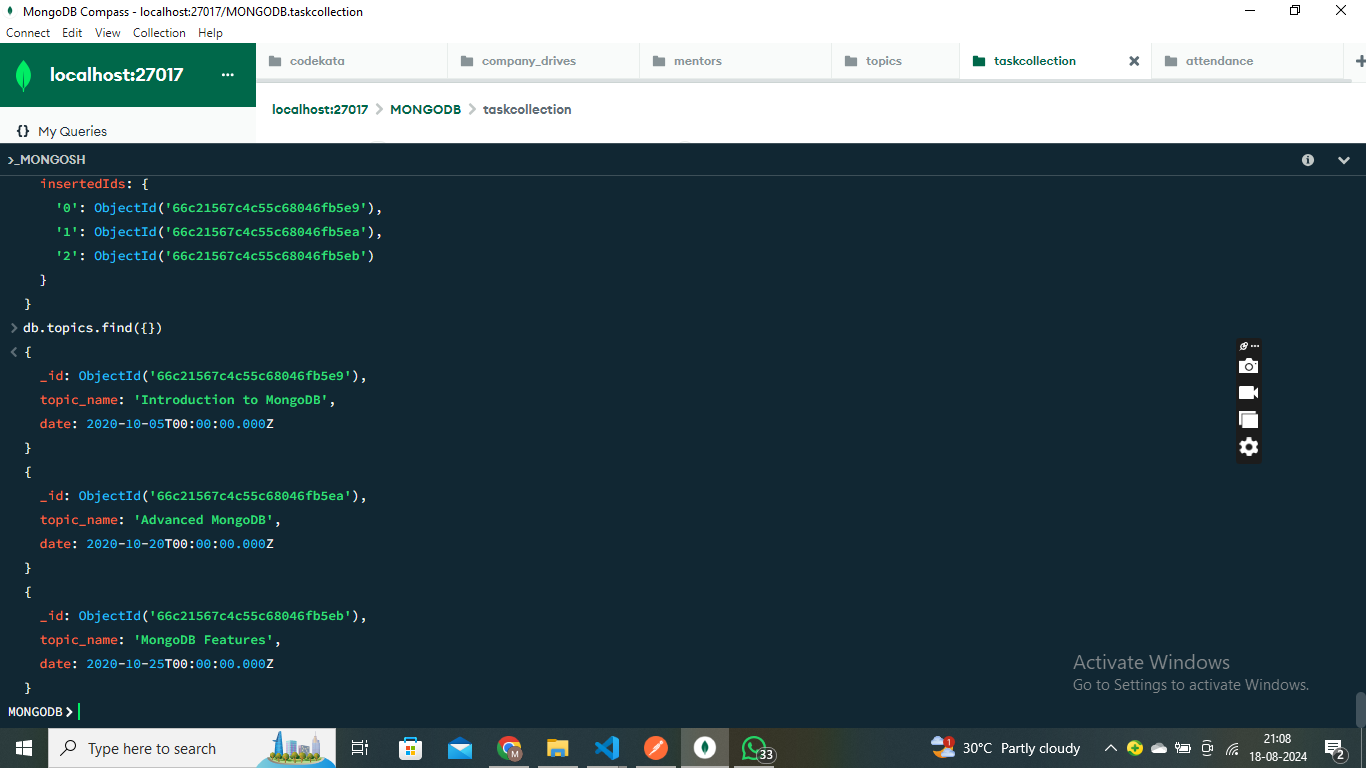 MongoDB Compass - localhost:27017/MONGODB.taskcollection
Connect Edit View Collection Help
localhost:27017 ...
codekata
company_drives
mentors
topics
taskcollection
attendance
localhost:27017 > MONGODB > taskcollection
{} My Queries
>_MONGOSH
insertedIds: {
'0': ObjectId('66c21567c4c55c68046fb5e9'),
'1': ObjectId('66c21567c4c55c68046fb5ea'),
'2': ObjectId('66c21567c4c55c68046fb5eb')
}
}
> db.topics.find({})
< {
_id: ObjectId('66c21567c4c55c68046fb5e9'),
topic_name: 'Introduction to MongoDB',
date: 2020-10-05T00:00:00.000Z
}
{
_id: ObjectId('66c21567c4c55c68046fb5ea'),
topic_name: 'Advanced MongoDB',
date: 2020-10-20T00:00:00.000Z
}
{
_id: ObjectId('66c21567c4c55c68046fb5eb'),
topic_name: 'MongoDB Features',
date: 2020-10-25T00:00:00.000Z
}
MONGODB >
Activate Windows
Go to Settings to activate Windows.
Type here to search
M
33
1
30°C Partly cloudy
21:08
18-08-2024
2